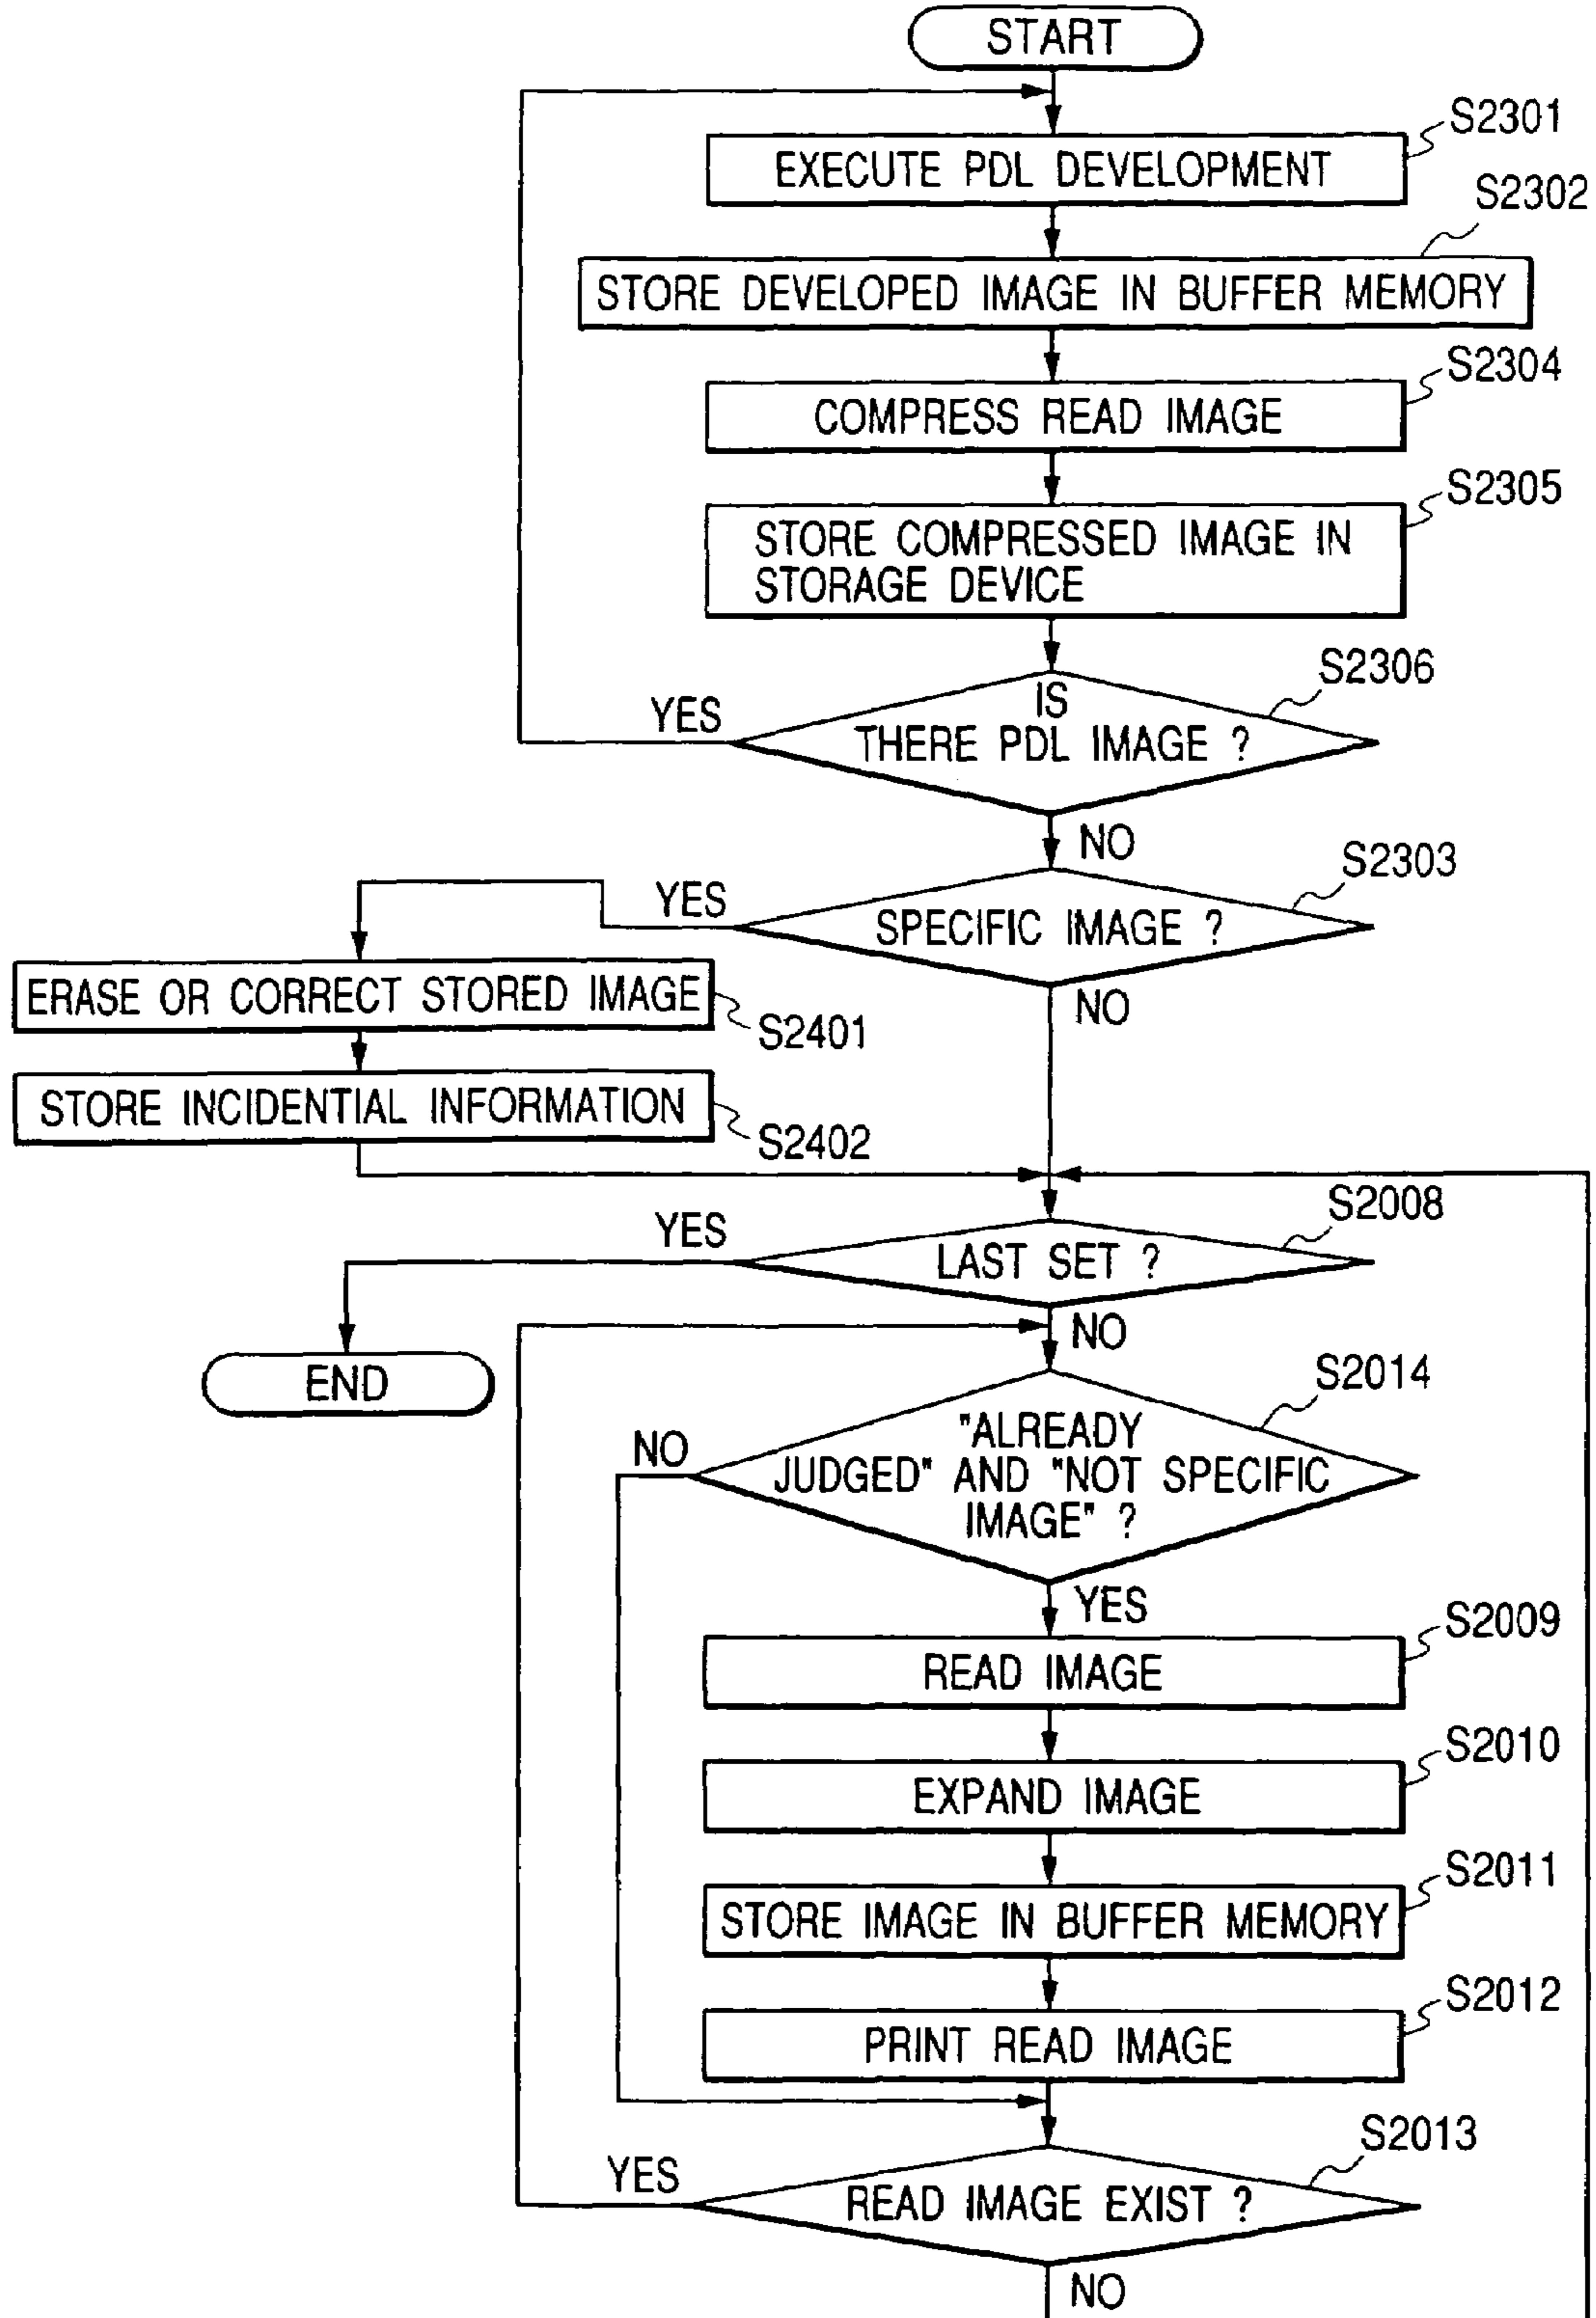 START
S2301
EXECUTE PDL DEVELOPMENT
S2302
STORE DEVELOPED IMAGE IN BUFFER MEMORY
S2304
COMPRESS READ IMAGE
S2305
STORE COMPRESSED IMAGE IN
STORAGE DEVICE
S2306
IS
THERE PDL IMAGE ?
YES
NO
S2303
SPECIFIC IMAGE ?
YES
NO
ERASE OR CORRECT STORED IMAGE
S2401
STORE INCIDENTIAL INFORMATION
S2402
S2008
LAST SET ?
YES
NO
END
S2014
"ALREADY
JUDGED" AND "NOT SPECIFIC
IMAGE" ?
NO
YES
S2009
READ IMAGE
S2010
EXPAND IMAGE
S2011
STORE IMAGE IN BUFFER MEMORY
S2012
PRINT READ IMAGE
S2013
READ IMAGE EXIST ?
YES
NO